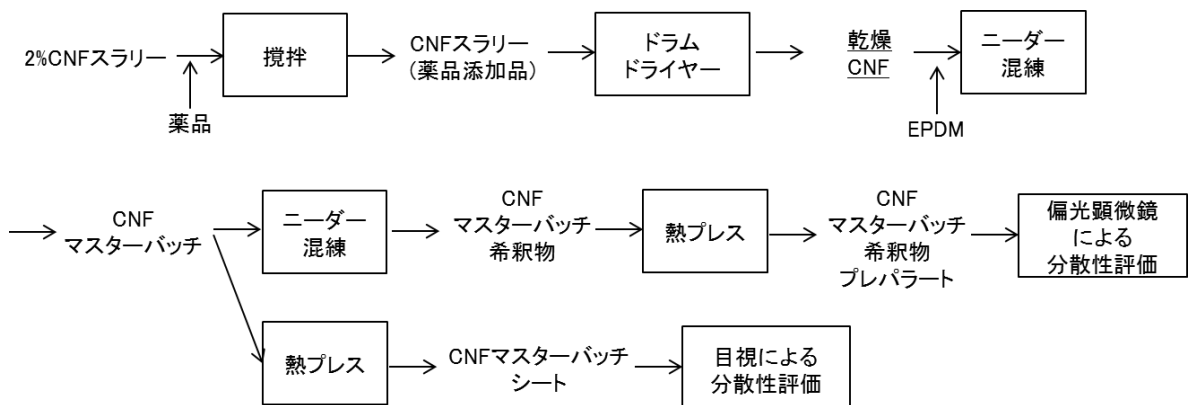 2%CNFスラリー
薬品
撹拌
CNFスラリー
(薬品添加品)
ドラム
ドライヤー
乾燥
CNF
EPDM
ニーダー
混練
CNF
マスターバッチ
ニーダー
混練
CNF
マスターバッチ
希釈物
熱プレス
CNF
マスターバッチ
希釈物
プレパラート
偏光顕微鏡
による
分散性評価
熱プレス
CNFマスターバッチ
シート
目視による
分散性評価